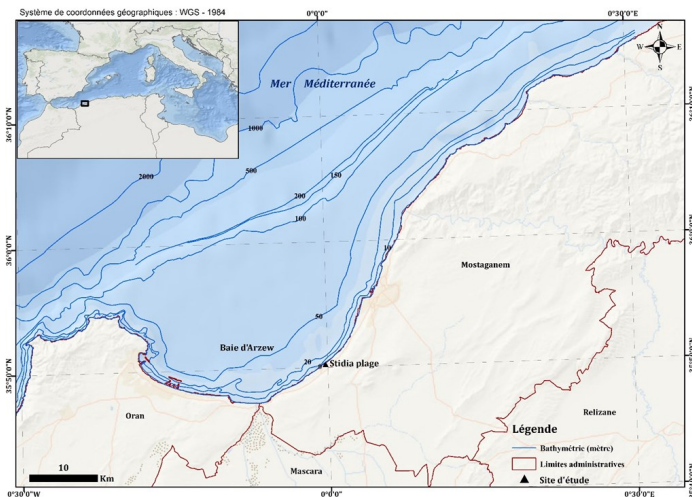 Système de coordonnées géographiques : WGS - 1984
0°0'0"
0°30'0"E
N
W
E
S
Mer Méditerranée
36°10'0"N
1000
2000
500
150
200
100
36°0'0"N
10
Mostaganem
50
Baie d'Arzew
20
Stidia plage
35°50'0"N
Oran
Relizane
Mascara
Légende
Bathymétric (mètre)
Limites administratives
Site d'étude
10
Km
0°30'0"W
0°0'0"
0°30'0"E